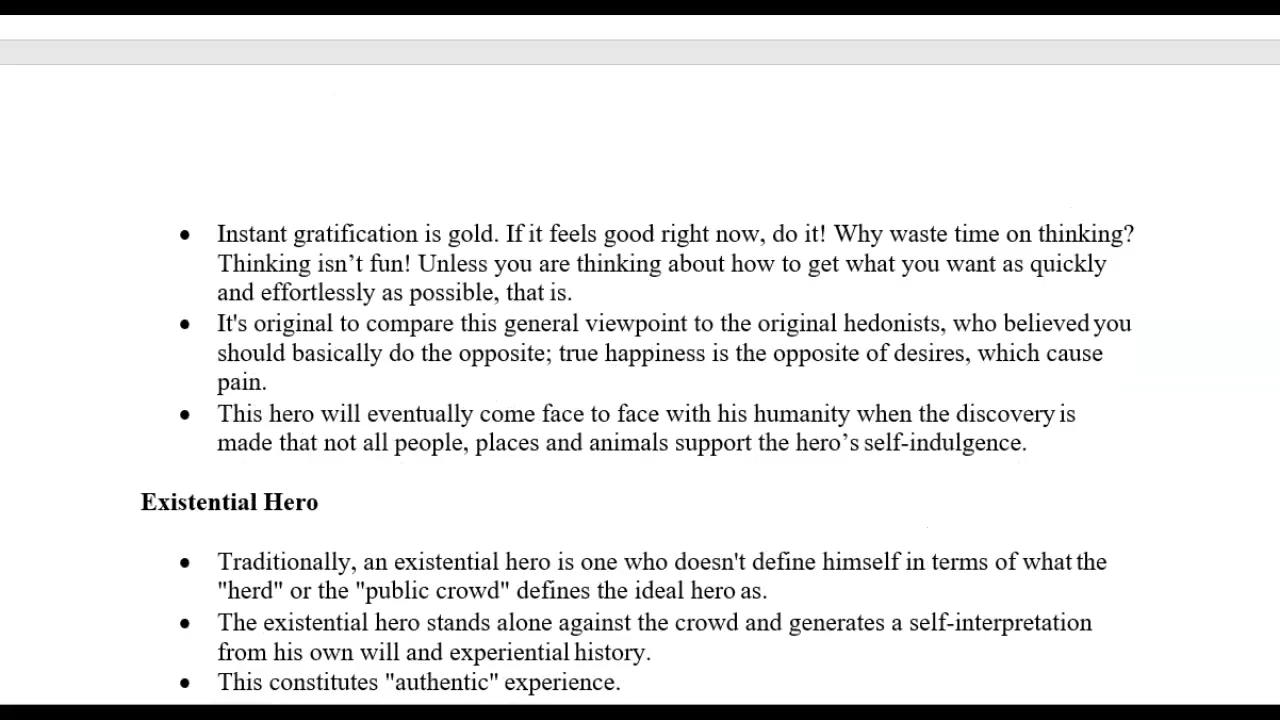 • Instant gratification is gold. If it feels good right now, do it! Why waste time on thinking?
Thinking isn’t fun! Unless you are thinking about how to get what you want as quickly
and effortlessly as possible, that is.
• It's original to compare this general viewpoint to the original hedonists, who believed you
should basically do the opposite; true happiness is the opposite of desires, which cause
pain.
• This hero will eventually come face to face with his humanity when the discovery is
made that not all people, places and animals support the hero’s self-indulgence.
Existential Hero
• Traditionally, an existential hero is one who doesn't define himself in terms of what the
"herd" or the "public crowd" defines the ideal hero as.
• The existential hero stands alone against the crowd and generates a self-interpretation
from his own will and experiential history.
• This constitutes "authentic" experience.